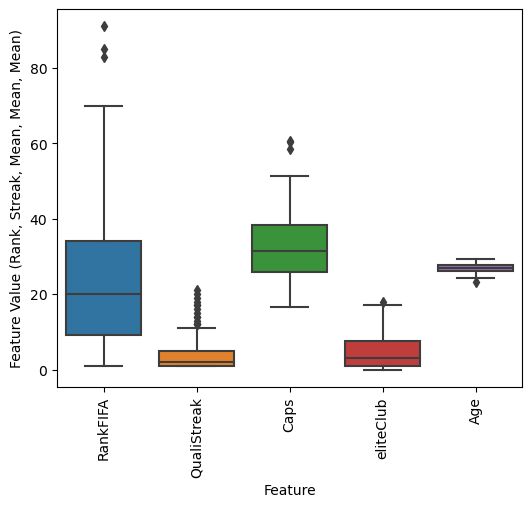 Feature Value (Rank, Streak, Mean, Mean, Mean)
80
60
40
20
0
RankFIFA
QualiStreak
Caps
eliteClub
Age
Feature